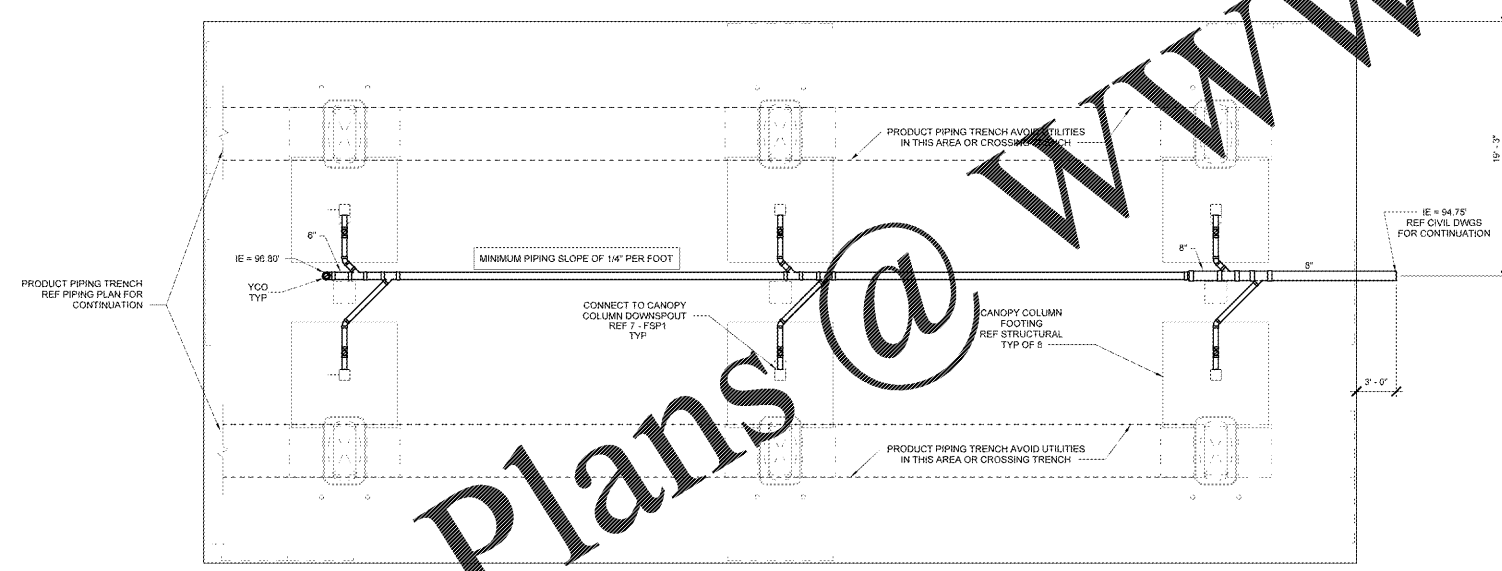 PRODUCT PIPING TRENCH AVOID UTILITIES
IN THIS AREA OR CROSSING TRENCH
19' - 3"
IE = 94.75'
REF CIVIL DWGS
FOR CONTINUATION
6"
IE = 96.80'
MINIMUM PIPING SLOPE OF 1/4" PER FOOT
8"
8"
YCO
TYP
PRODUCT PIPING TRENCH
REF PIPING PLAN FOR
CONTINUATION
CONNECT TO CANOPY
COLUMN DOWNSPOUT
REF 7 - FSP1
TYP
CANOPY COLUMN
FOOTING
REF STRUCTURAL
TYP OF 6
3' - 0"
PRODUCT PIPING TRENCH AVOID UTILITIES
IN THIS AREA OR CROSSING TRENCH
Plans @ www